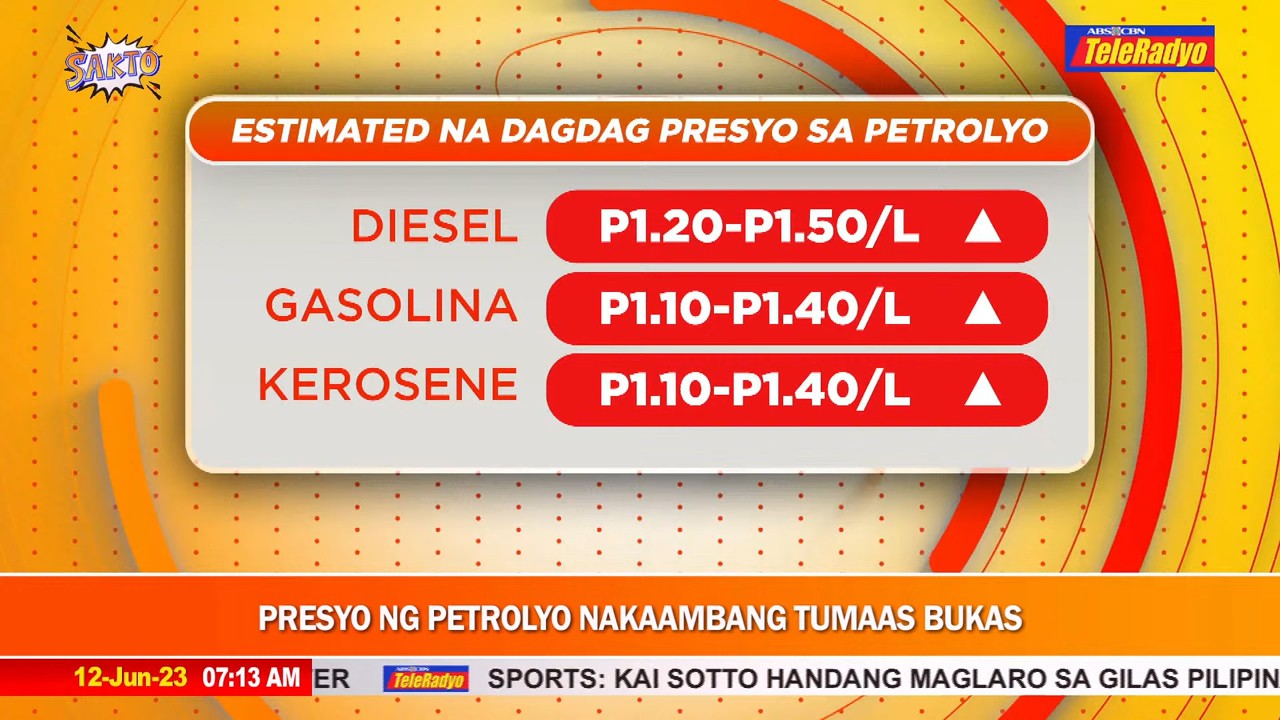 SAKTO
ABS-CBN
TeleRadyo
ESTIMATED NA DAGDAG PRESYO SA PETROLYO
DIESEL P1.20-P1.50/L ▲
GASOLINA P1.10-P1.40/L ▲
KEROSENE P1.10-P1.40/L ▲
PRESYO NG PETROLYO NAKAAMBANG TUMAAS BUKAS
12-Jun-23 07:13 AM ER ABS-CBN TeleRadyo SPORTS: KAI SOTTO HANDANG MAGLARO SA GILAS PILIPIN